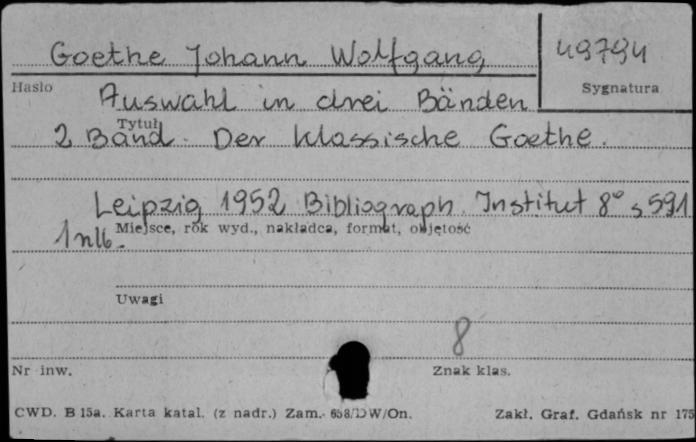 Goethe Johann Wolfgang
49794
Hasło
Sygnatura
Auswahl in drei Bänden
Tytuł
2 Band. Der klassische Goethe.
Leipzig 1952 Bibliograph. Institut 8° s 591
Miejsce, rok wyd., nakładca, format, objętość
1 nlb.
Uwagi
8
Nr inw.
Znak klas.
CWD. B 15a. Karta katal. (z nadr.) Zam. 658/DW/On.
Zakł. Graf. Gdańsk nr 175